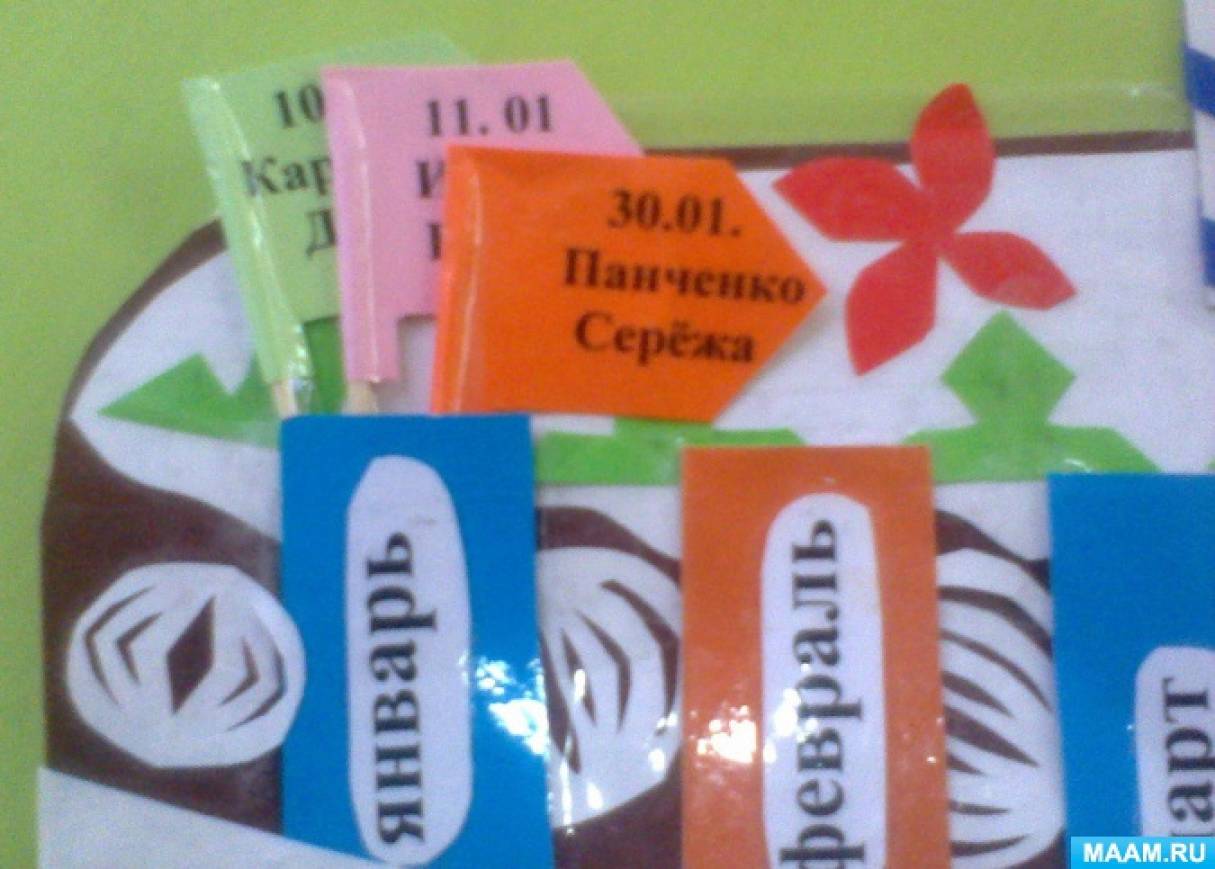 10
11. 01
30.01.
Панченко
Серёжа
январь
февраль
MAAM.RU